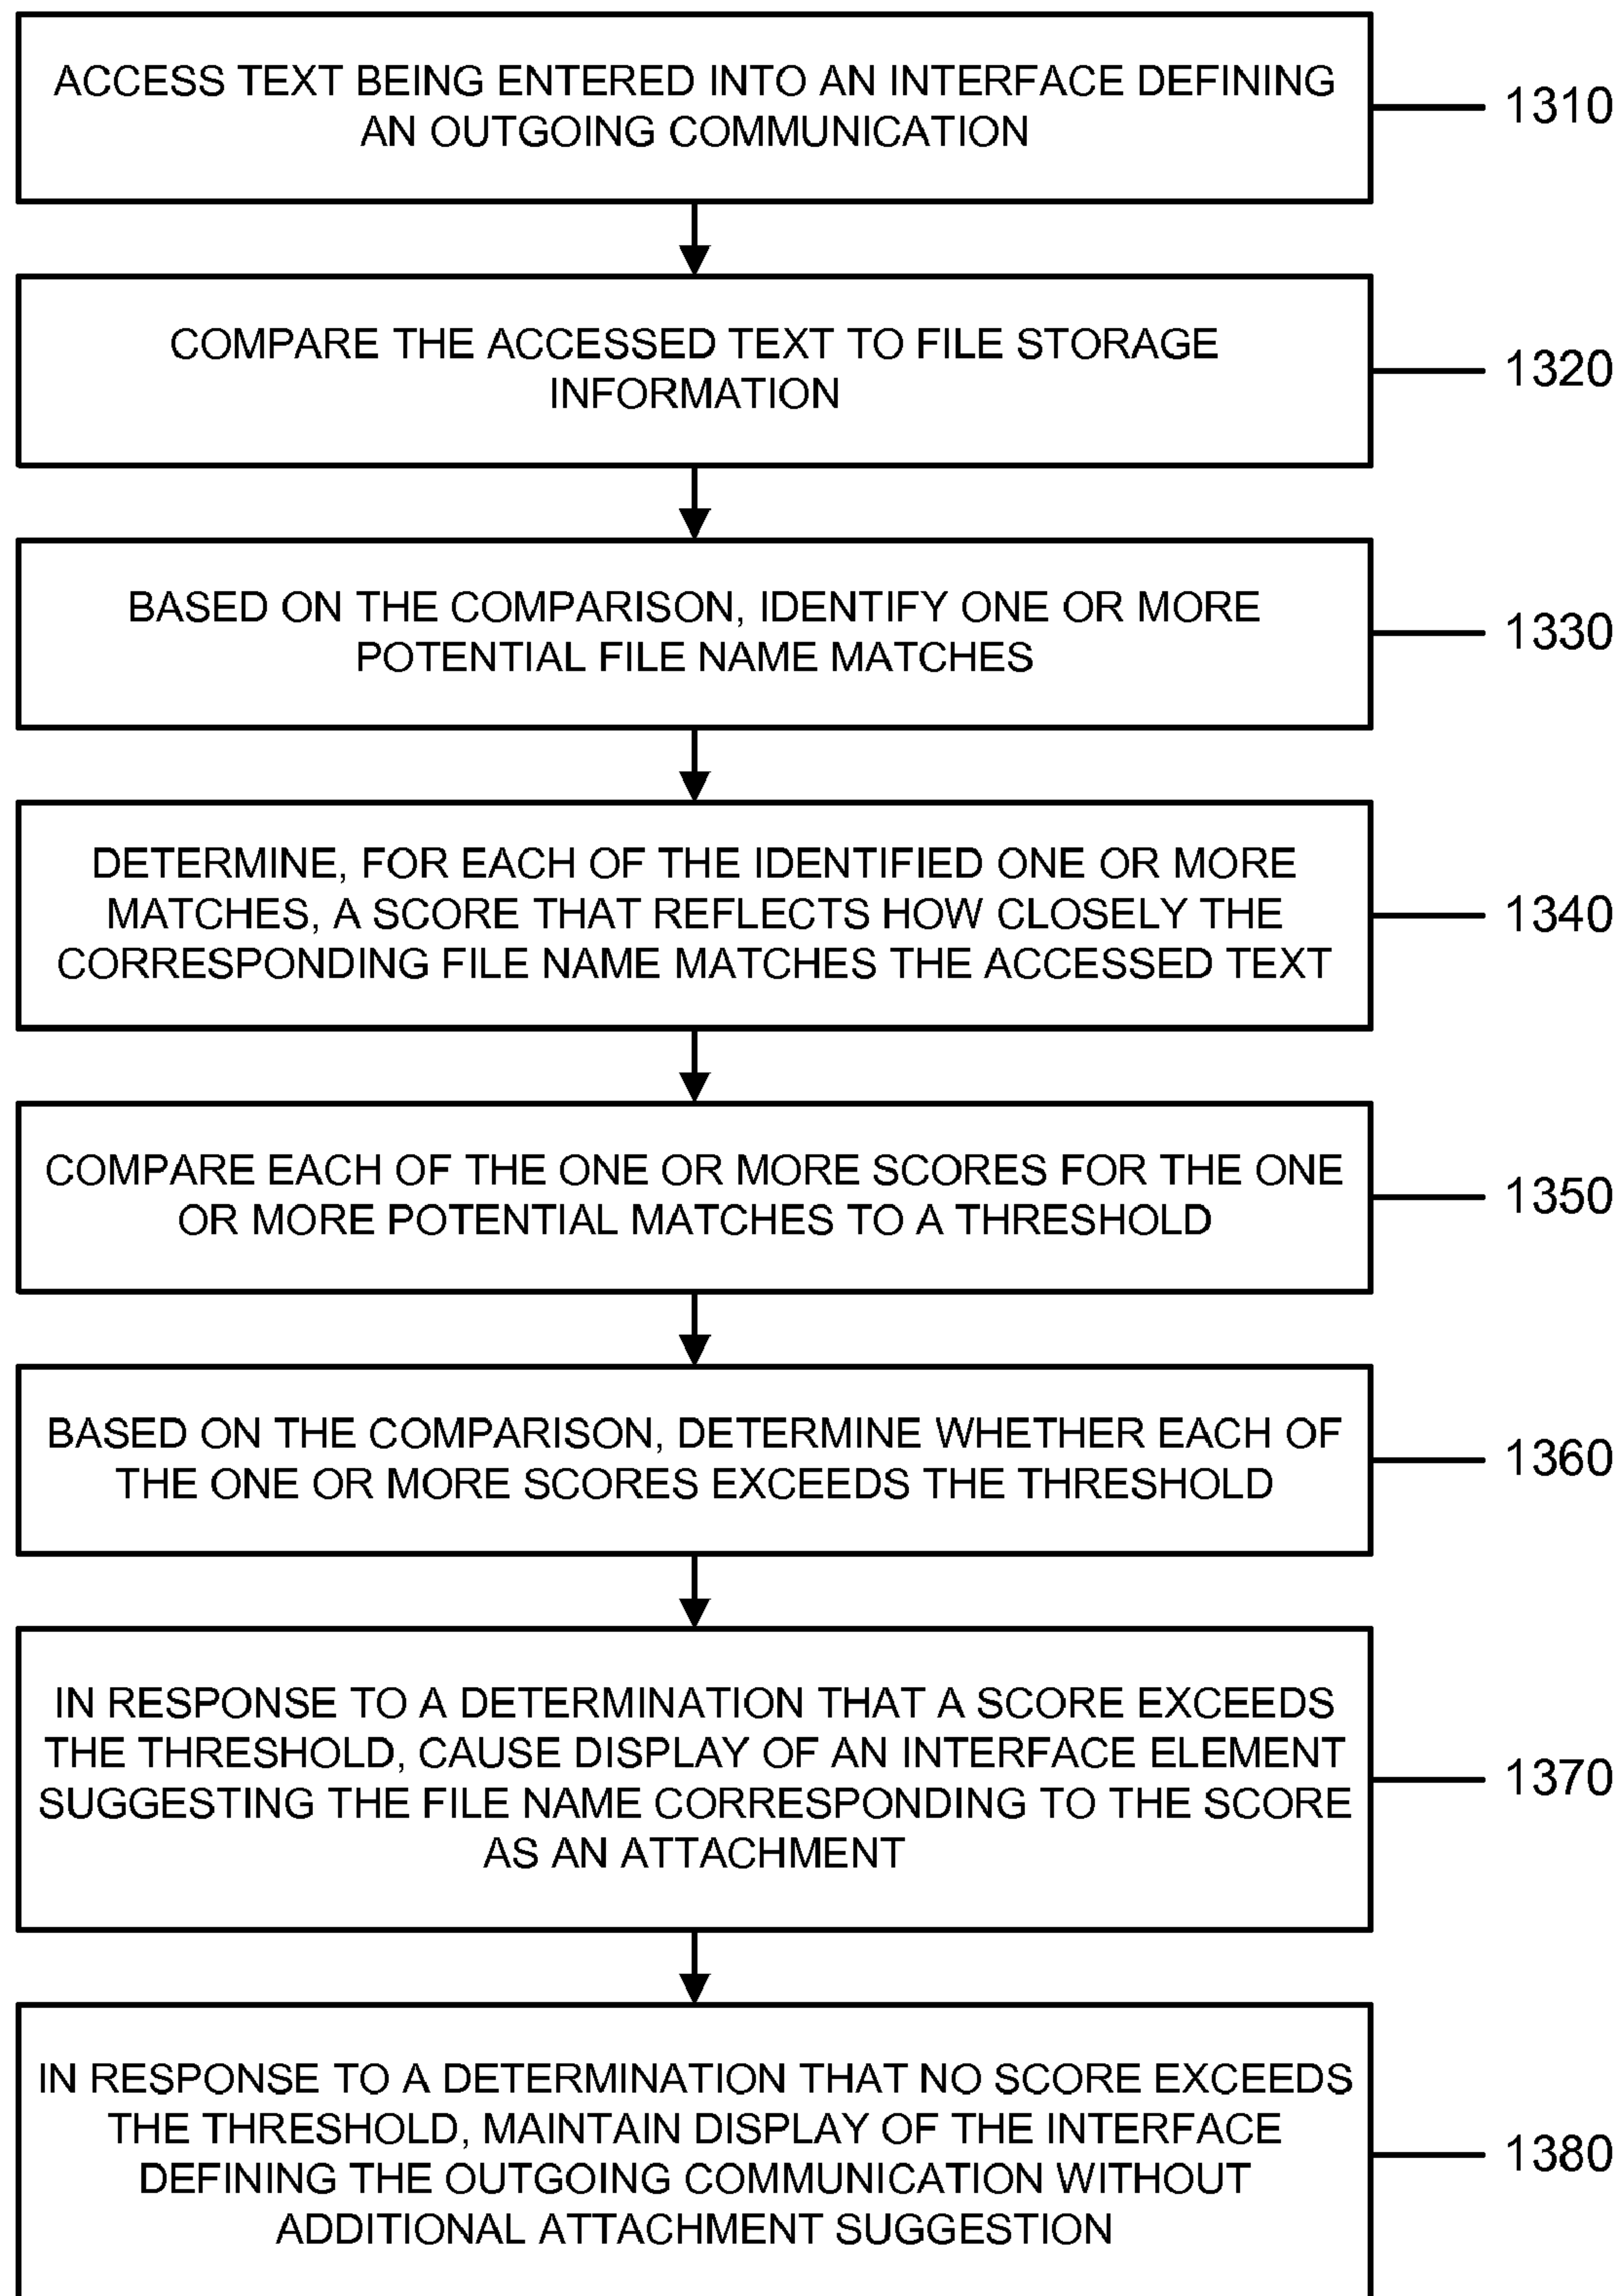 ACCESS TEXT BEING ENTERED INTO AN INTERFACE DEFINING
AN OUTGOING COMMUNICATION
1310
COMPARE THE ACCESSED TEXT TO FILE STORAGE
INFORMATION
1320
BASED ON THE COMPARISON, IDENTIFY ONE OR MORE
POTENTIAL FILE NAME MATCHES
1330
DETERMINE, FOR EACH OF THE IDENTIFIED ONE OR MORE
MATCHES, A SCORE THAT REFLECTS HOW CLOSELY THE
CORRESPONDING FILE NAME MATCHES THE ACCESSED TEXT
1340
COMPARE EACH OF THE ONE OR MORE SCORES FOR THE ONE
OR MORE POTENTIAL MATCHES TO A THRESHOLD
1350
BASED ON THE COMPARISON, DETERMINE WHETHER EACH OF
THE ONE OR MORE SCORES EXCEEDS THE THRESHOLD
1360
IN RESPONSE TO A DETERMINATION THAT A SCORE EXCEEDS
THE THRESHOLD, CAUSE DISPLAY OF AN INTERFACE ELEMENT
SUGGESTING THE FILE NAME CORRESPONDING TO THE SCORE
AS AN ATTACHMENT
1370
IN RESPONSE TO A DETERMINATION THAT NO SCORE EXCEEDS
THE THRESHOLD, MAINTAIN DISPLAY OF THE INTERFACE
DEFINING THE OUTGOING COMMUNICATION WITHOUT
ADDITIONAL ATTACHMENT SUGGESTION
1380